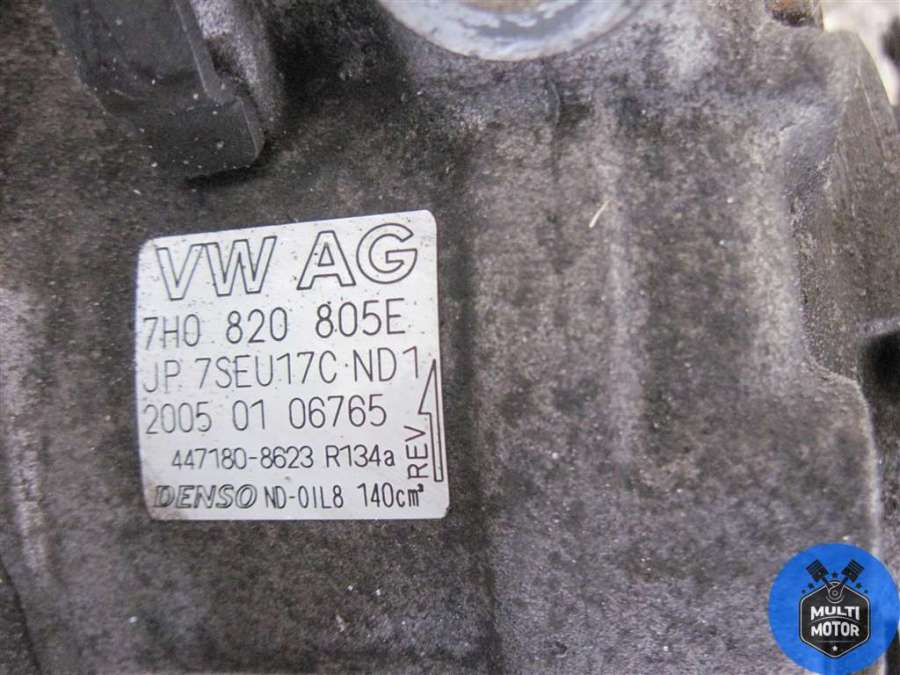 VW AG
7H0 820 805E
JP 7SEU17C ND1
2005 01 06765
447180-8623 R134a
REV
DENSO ND-OIL8 140cm³
MULTI
MOTOR